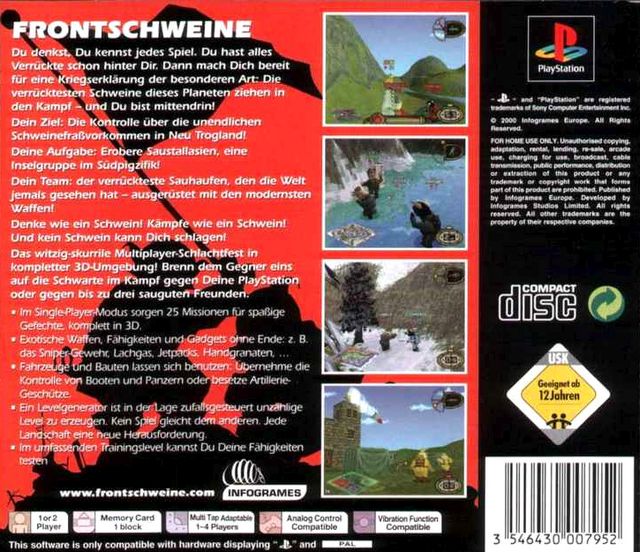 FRONTSCHWEINE
Du denkst, Du kennst jedes Spiel. Du hast alles
Verrückte schon hinter Dir. Dann mach Dich bereit
für eine Kriegserklärung der besonderen Art: Die
verrücktesten Schweine dieses Planeten ziehen in
den Kampf – und Du bist mittendrin!
Dein Ziel: Die Kontrolle über die unendlichen
Schweinefraßvorkommen in Neu Trogland!
Deine Aufgabe: Erobere Saustallasien, eine
Inselgruppe im Südpigzifik!
Dein Team: der verrückteste Sauhaufen, den die Welt
jemals gesehen hat – ausgerüstet mit den modernsten
Waffen!
Denke wie ein Schwein! Kämpfe wie ein Schwein!
Und kein Schwein kann Dich schlagen!
Das witzig-skurrile Multiplayer-Schlachtfest in
kompletter 3D-Umgebung! Brenn dem Gegner eins
auf die Schwarte im Kampf gegen Deine PlayStation
oder gegen bis zu drei sauguten Freunden.
• Im Single-Player-Modus sorgen 25 Missionen für spaßige
Gefechte, komplett in 3D.
• Exotische Waffen, Fähigkeiten und Gadgets ohne Ende: z. B.
das Sniper-Gewehr, Lachgas, Jetpacks, Handgranaten, ...
• Fahrzeuge und Bauten lassen sich benutzen: Übernehme die
Kontrolle von Booten und Panzern oder besetze Artillerie-
Geschütze.
• Ein Levelgenerator ist in der Lage zufallsgesteuert unzählige
Level zu erzeugen. Kein Spiel gleicht dem anderen. Jede
Landschaft eine neue Herausforderung.
• Im umfassenden Trainingslevel kannst Du Deine Fähigkeiten
testen
www.frontschweine.com
INFOGRAMES
PlayStation
" " and "PlayStation" are registered
trademarks of Sony Computer Entertainment Inc.
© 2000 Infogrames Europe. All Rights
Reserved.
FOR HOME USE ONLY. Unauthorised copying,
adaptation, rental, lending, re-sale, arcade
use, charging for use, broadcast, cable
transmission, public performance, distribution
or extraction of this product or any
trademark or copyright work that forms
part of this product are prohibited. Published by
Infogrames Europe. Developed by
Infogrames Studios Limited. All rights
reserved. All other trademarks are the
property of their respective companies.
COMPACT
disc
USK
Geeignet ab
12 Jahren
1 or 2
Player
Memory Card
1 block
Multi Tap Adaptable
1–4 Players
Analog Control
Compatible
Vibration Function
Compatible
This software is only compatible with hardware displaying " " and PAL
3 546430 007952